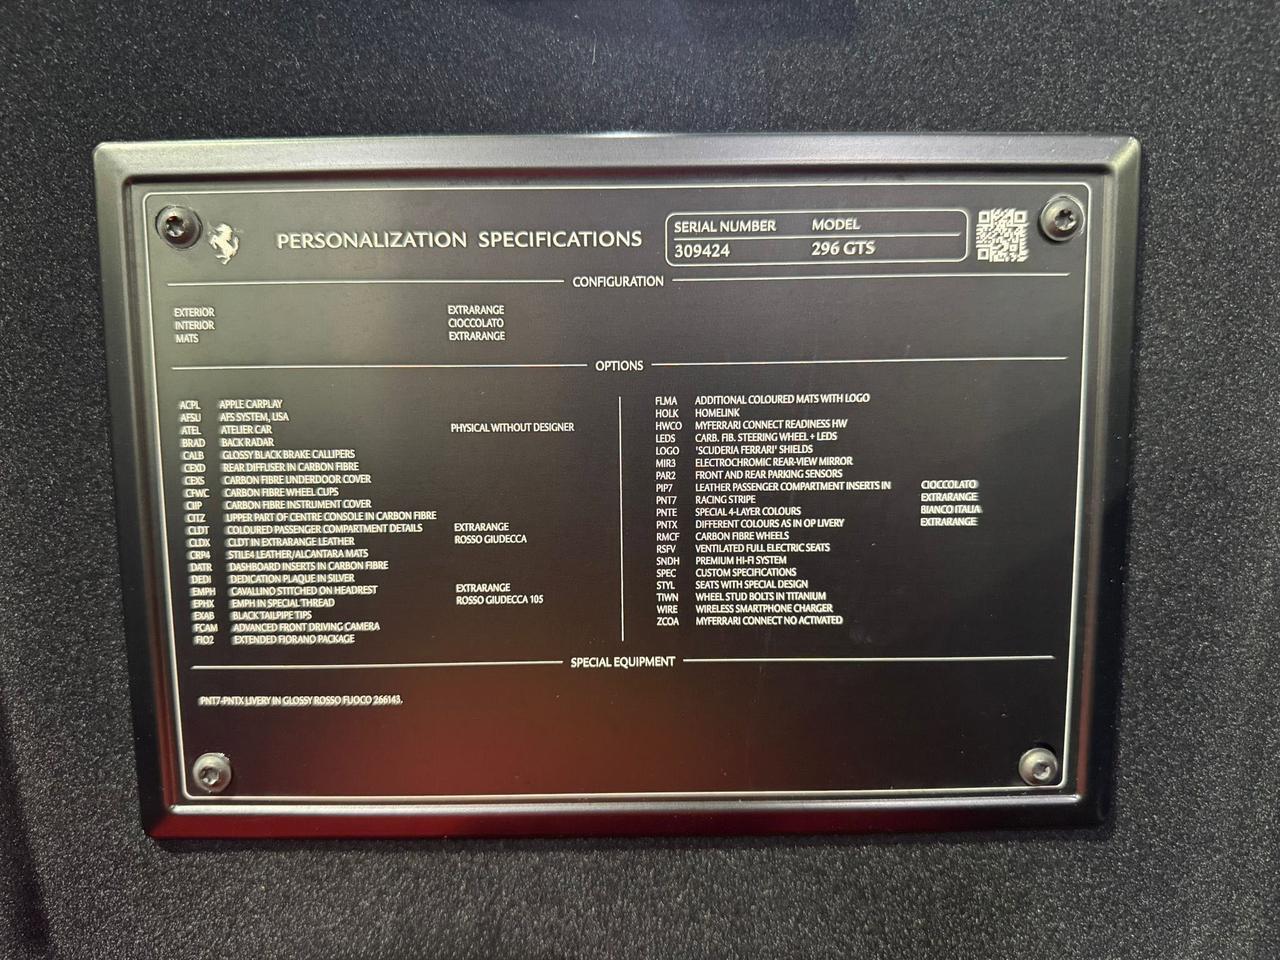 PERSONALIZATION SPECIFICATIONS
SERIAL NUMBER MODEL
309424 296 GTS
CONFIGURATION
EXTERIOR EXTRARANGE
INTERIOR CIOCCOLATO
MATS EXTRARANGE
OPTIONS
ACPL APPLE CARPLAY
AFSU AFS SYSTEM, USA
ATEL ATELIER CAR PHYSICAL WITHOUT DESIGNER
BRAD BACK RADAR
CALB GLOSSY BLACK BRAKE CALLIPERS
CEXD REAR DIFFUSER IN CARBON FIBRE
CEXS CARBON FIBRE UNDERDOOR COVER
CFWC CARBON FIBRE WHEEL CUPS
CIIP CARBON FIBRE INSTRUMENT COVER
CITZ UPPER PART OF CENTRE CONSOLE IN CARBON FIBRE
CLDT COLOURED PASSENGER COMPARTMENT DETAILS EXTRARANGE
CLDX CLDT IN EXTRARANGE LEATHER ROSSO GIUDECCA
CRP4 STILE4 LEATHER/ALCANTARA MATS
DATR DASHBOARD INSERTS IN CARBON FIBRE
DEDI DEDICATION PLAQUE IN SILVER
EMPH CAVALLINO STITCHED ON HEADREST EXTRARANGE
EPHX EMPH IN SPECIAL THREAD ROSSO GIUDECCA 105
EXAB BLACK TAILPIPE TIPS
FCAM ADVANCED FRONT DRIVING CAMERA
FIO2 EXTENDED FIORANO PACKAGE
FLMA ADDITIONAL COLOURED MATS WITH LOGO
HOLK HOMELINK
HWCO MYFERRARI CONNECT READINESS HW
LEDS CARB. FIB. STEERING WHEEL + LEDS
LOGO 'SCUDERIA FERRARI' SHIELDS
MIR3 ELECTROCHROMIC REAR-VIEW MIRROR
PAR2 FRONT AND REAR PARKING SENSORS
PIP7 LEATHER PASSENGER COMPARTMENT INSERTS IN CIOCCOLATO
PNT7 RACING STRIPE EXTRARANGE
PNTE SPECIAL 4-LAYER COLOURS BIANCO ITALIA
PNTX DIFFERENT COLOURS AS IN OP LIVERY EXTRARANGE
RMCF CARBON FIBRE WHEELS
RSFV VENTILATED FULL ELECTRIC SEATS
SNDH PREMIUM HI-FI SYSTEM
SPEC CUSTOM SPECIFICATIONS
STYL SEATS WITH SPECIAL DESIGN
TIWN WHEEL STUD BOLTS IN TITANIUM
WIRE WIRELESS SMARTPHONE CHARGER
ZCOA MYFERRARI CONNECT NO ACTIVATED
SPECIAL EQUIPMENT
PNT7-PNTX LIVERY IN GLOSSY ROSSO FUOCO 266143.